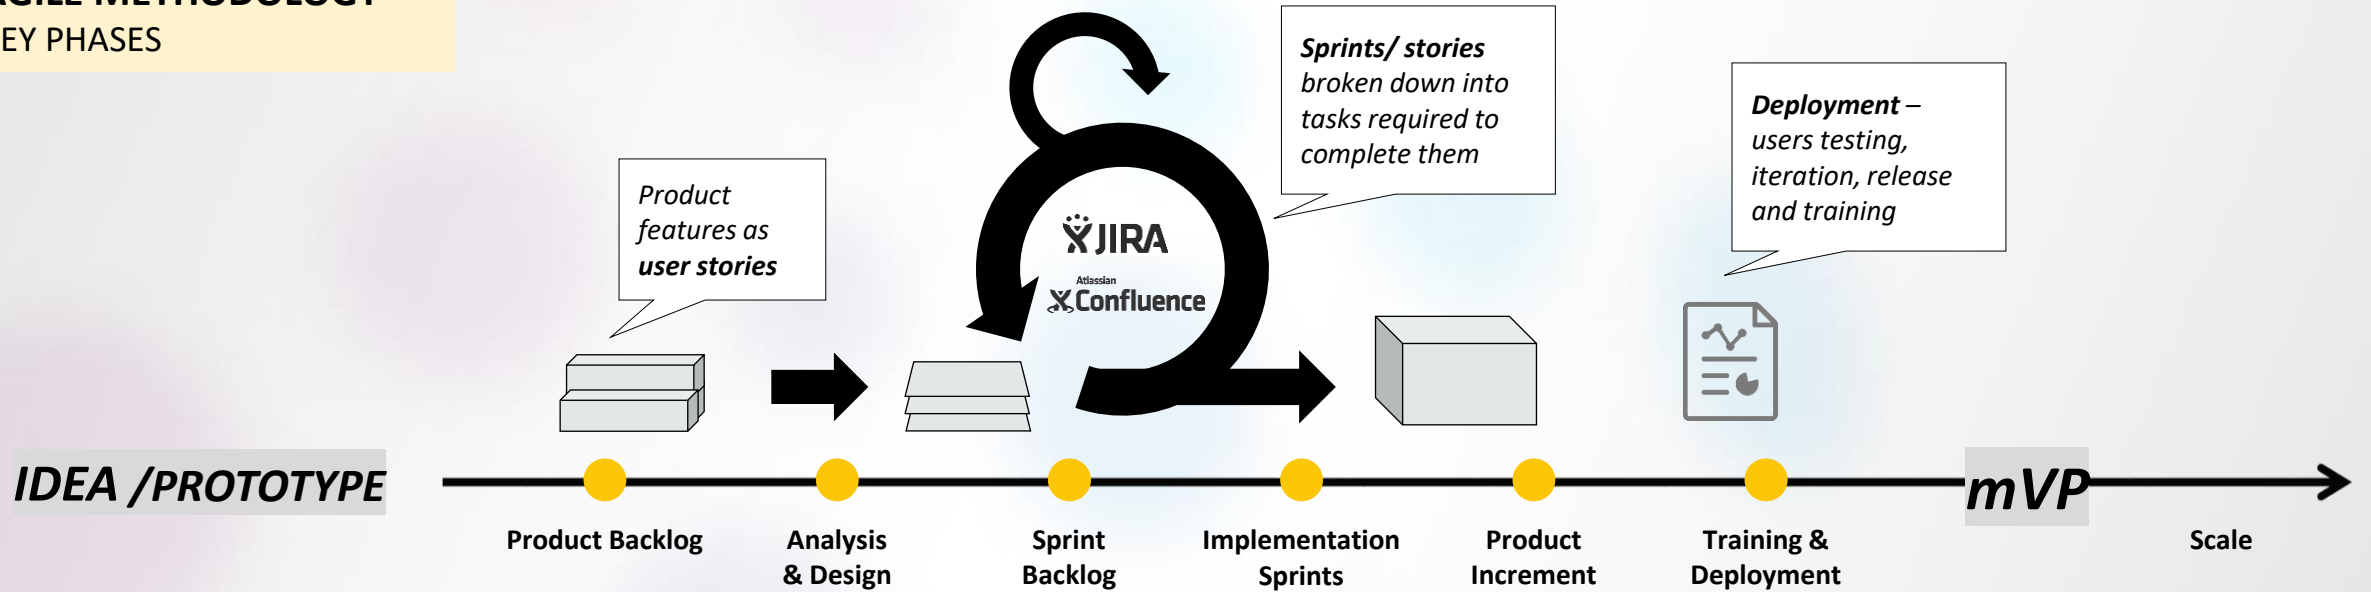 AGILE METHODOLOGY
EY PHASES
Product
features as
user stories
JIRA
Atlassian
Confluence
Sprints/ stories
broken down into
tasks required to
complete them
Deployment –
users testing,
iteration, release
and training
IDEA /PROTOTYPE
mVP
Product Backlog
Analysis
& Design
Sprint
Backlog
Implementation
Sprints
Product
Increment
Training &
Deployment
Scale